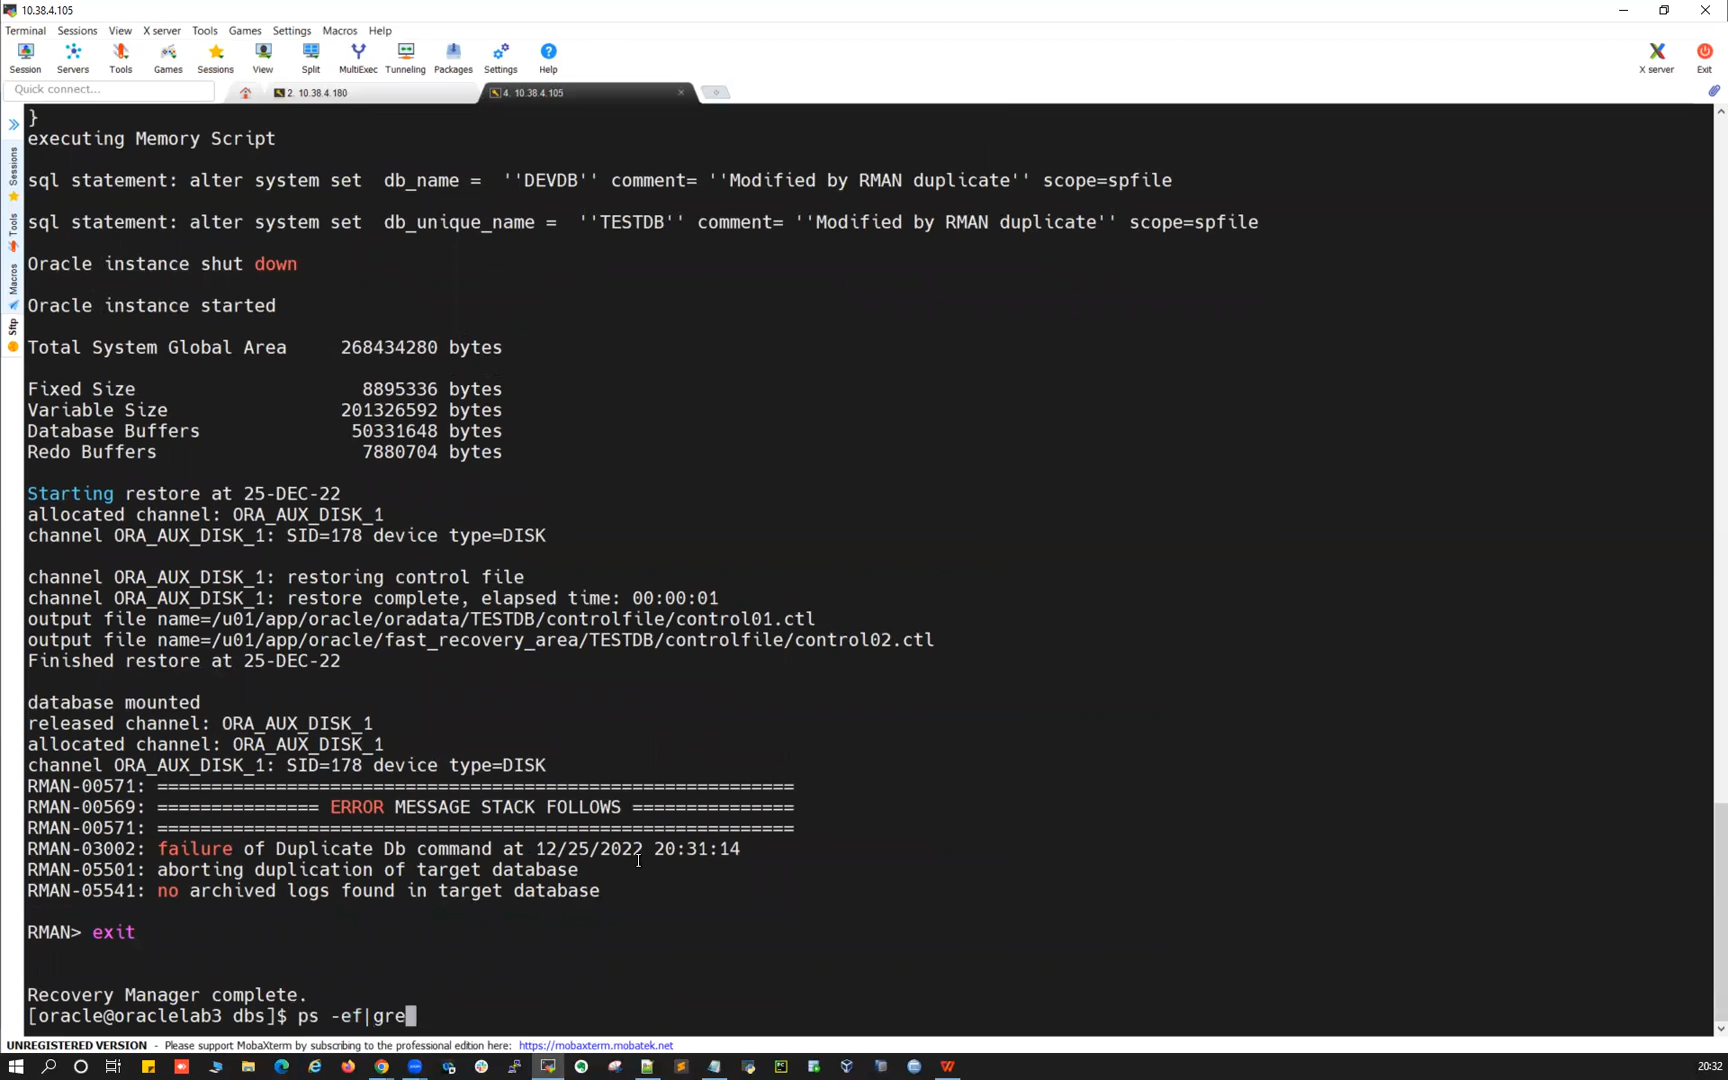 10.38.4.105
Terminal Sessions View X server Tools Games Settings Macros Help
Session Servers Tools Games Sessions View Split MultiExec Tunneling Packages Settings Help X server Exit
Quick connect... 2. 10.38.4.180 4. 10.38.4.105
Sessions
Tools
Macros
Sftp
}
executing Memory Script
sql statement: alter system set  db_name =  ''DEVDB'' comment= ''Modified by RMAN duplicate'' scope=spfile
sql statement: alter system set  db_unique_name =  ''TESTDB'' comment= ''Modified by RMAN duplicate'' scope=spfile
Oracle instance shut down
Oracle instance started
Total System Global Area     268434280 bytes
Fixed Size                     8895336 bytes
Variable Size                201326592 bytes
Database Buffers              50331648 bytes
Redo Buffers                   7880704 bytes
Starting restore at 25-DEC-22
allocated channel: ORA_AUX_DISK_1
channel ORA_AUX_DISK_1: SID=178 device type=DISK
channel ORA_AUX_DISK_1: restoring control file
channel ORA_AUX_DISK_1: restore complete, elapsed time: 00:00:01
output file name=/u01/app/oracle/oradata/TESTDB/controlfile/control01.ctl
output file name=/u01/app/oracle/fast_recovery_area/TESTDB/controlfile/control02.ctl
Finished restore at 25-DEC-22
database mounted
released channel: ORA_AUX_DISK_1
allocated channel: ORA_AUX_DISK_1
channel ORA_AUX_DISK_1: SID=178 device type=DISK
RMAN-00571: ===========================================================
RMAN-00569: =============== ERROR MESSAGE STACK FOLLOWS ===============
RMAN-00571: ===========================================================
RMAN-03002: failure of Duplicate Db command at 12/25/2022 20:31:14
RMAN-05501: aborting duplication of target database
RMAN-05541: no archived logs found in target database
RMAN> exit
Recovery Manager complete.
[oracle@oraclelab3 dbs]$ ps -ef|gre
UNREGISTERED VERSION - Please support MobaXterm by subscribing to the professional edition here: https://mobaxterm.mobatek.net
20:32